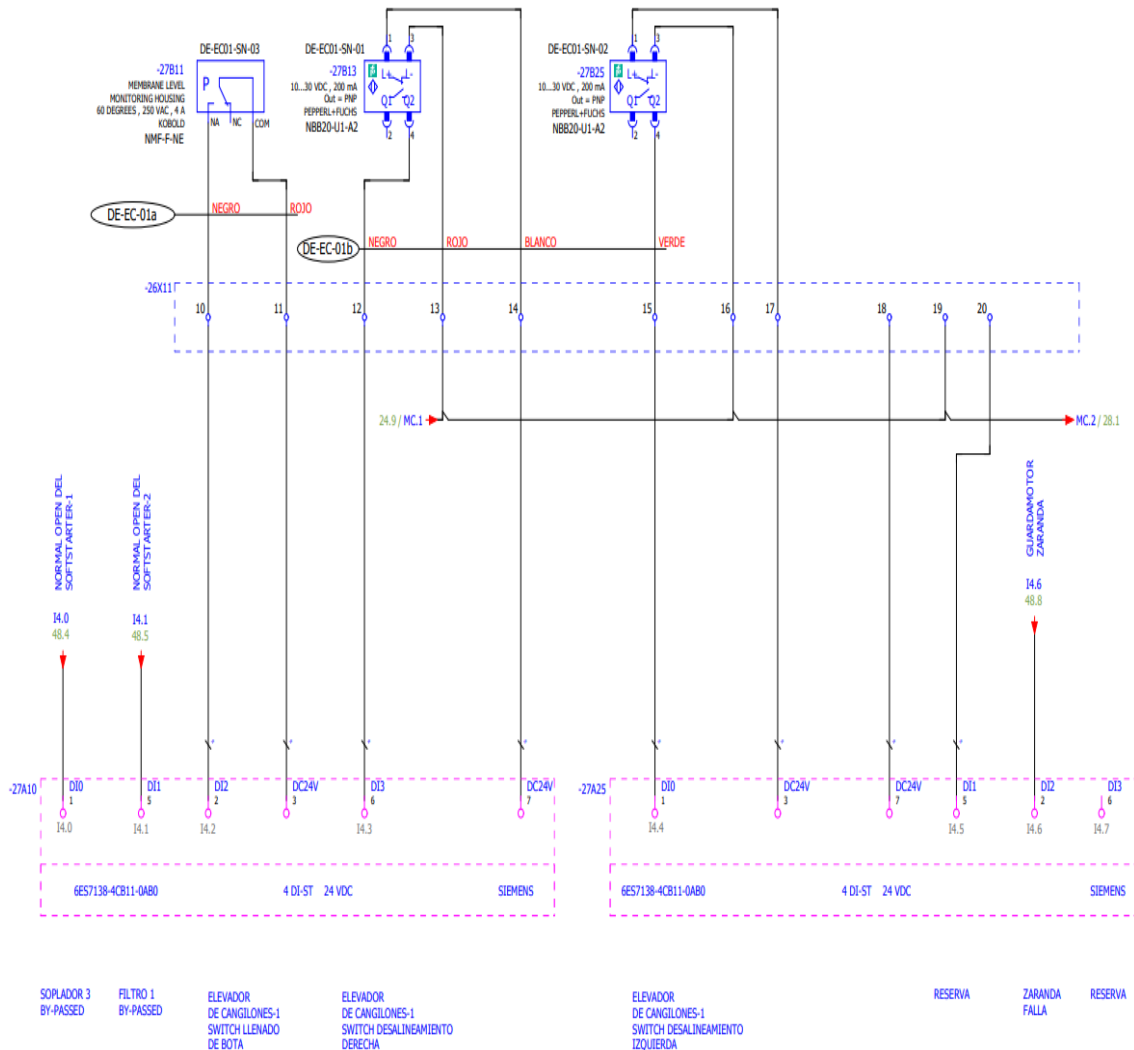 1
3
1
3
DE-EC01-SN-03
DE-EC01-SN-01
DE-EC01-SN-02
-27B11
MEMBRANE LEVEL
MONITORING HOUSING
60 DEGREES , 250 VAC , 4 A
KOBOLD
NMF-F-NE
P
NA
NC
COM
-27B13
10...30 VDC , 200 mA
Out = PNP
PEPPERL+FUCHS
NBB20-U1-A2
L+
L-
Q1
Q2
2
4
-27B25
10...30 VDC , 200 mA
Out = PNP
PEPPERL+FUCHS
NBB20-U1-A2
L+
L-
Q1
Q2
2
4
DE-EC-01a
NEGRO
ROJO
DE-EC-01b
NEGRO
ROJO
BLANCO
VERDE
-26X11
10
11
12
13
14
15
16
17
18
19
20
24.9 / MC.1
MC.2 / 28.1
NORMAL OPEN DEL
SOFTSTARTER-1
I4.0
48.4
NORMAL OPEN DEL
SOFTSTARTER-2
I4.1
48.5
GUARDAMOTOR
ZARANDA
I4.6
48.8
-27A10
DI0
1
I4.0
DI1
5
I4.1
DI2
2
I4.2
DC24V
3
DI3
6
I4.3
DC24V
7
-27A25
DI0
1
I4.4
DC24V
3
DC24V
7
DI1
5
I4.5
DI2
2
I4.6
DI3
6
I4.7
6ES7138-4CB11-0AB0
4 DI-ST 24 VDC
SIEMENS
6ES7138-4CB11-0AB0
4 DI-ST 24 VDC
SIEMENS
SOPLADOR 3
BY-PASSED
FILTRO 1
BY-PASSED
ELEVADOR
DE CANGILONES-1
SWITCH LLENADO
DE BOTA
ELEVADOR
DE CANGILONES-1
SWITCH DESALINEAMIENTO
DERECHA
ELEVADOR
DE CANGILONES-1
SWITCH DESALINEAMIENTO
IZQUIERDA
RESERVA
ZARANDA
FALLA
RESERVA